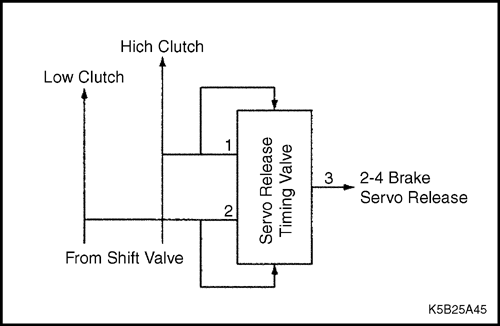 Hich Clutch
Low Clutch
1
2
3
Servo Release
Timing Valve
2-4 Brake
Servo Release
From Shift Valve
K5B25A45